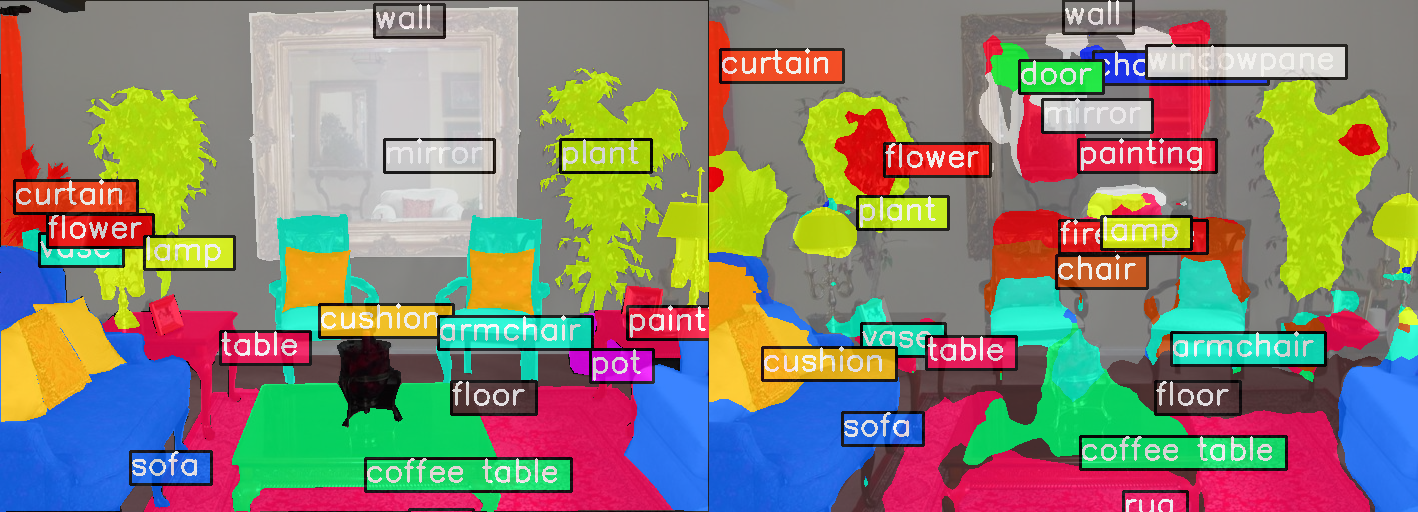 wall
mirror
plant
curtain
flower
vase
lamp
cushion
armchair
paint
table
pot
floor
sofa
coffee table
wall
curtain
door
windowpane
mirror
flower
painting
plant
lamp
chair
vase
table
armchair
cushion
floor
sofa
coffee table
rug